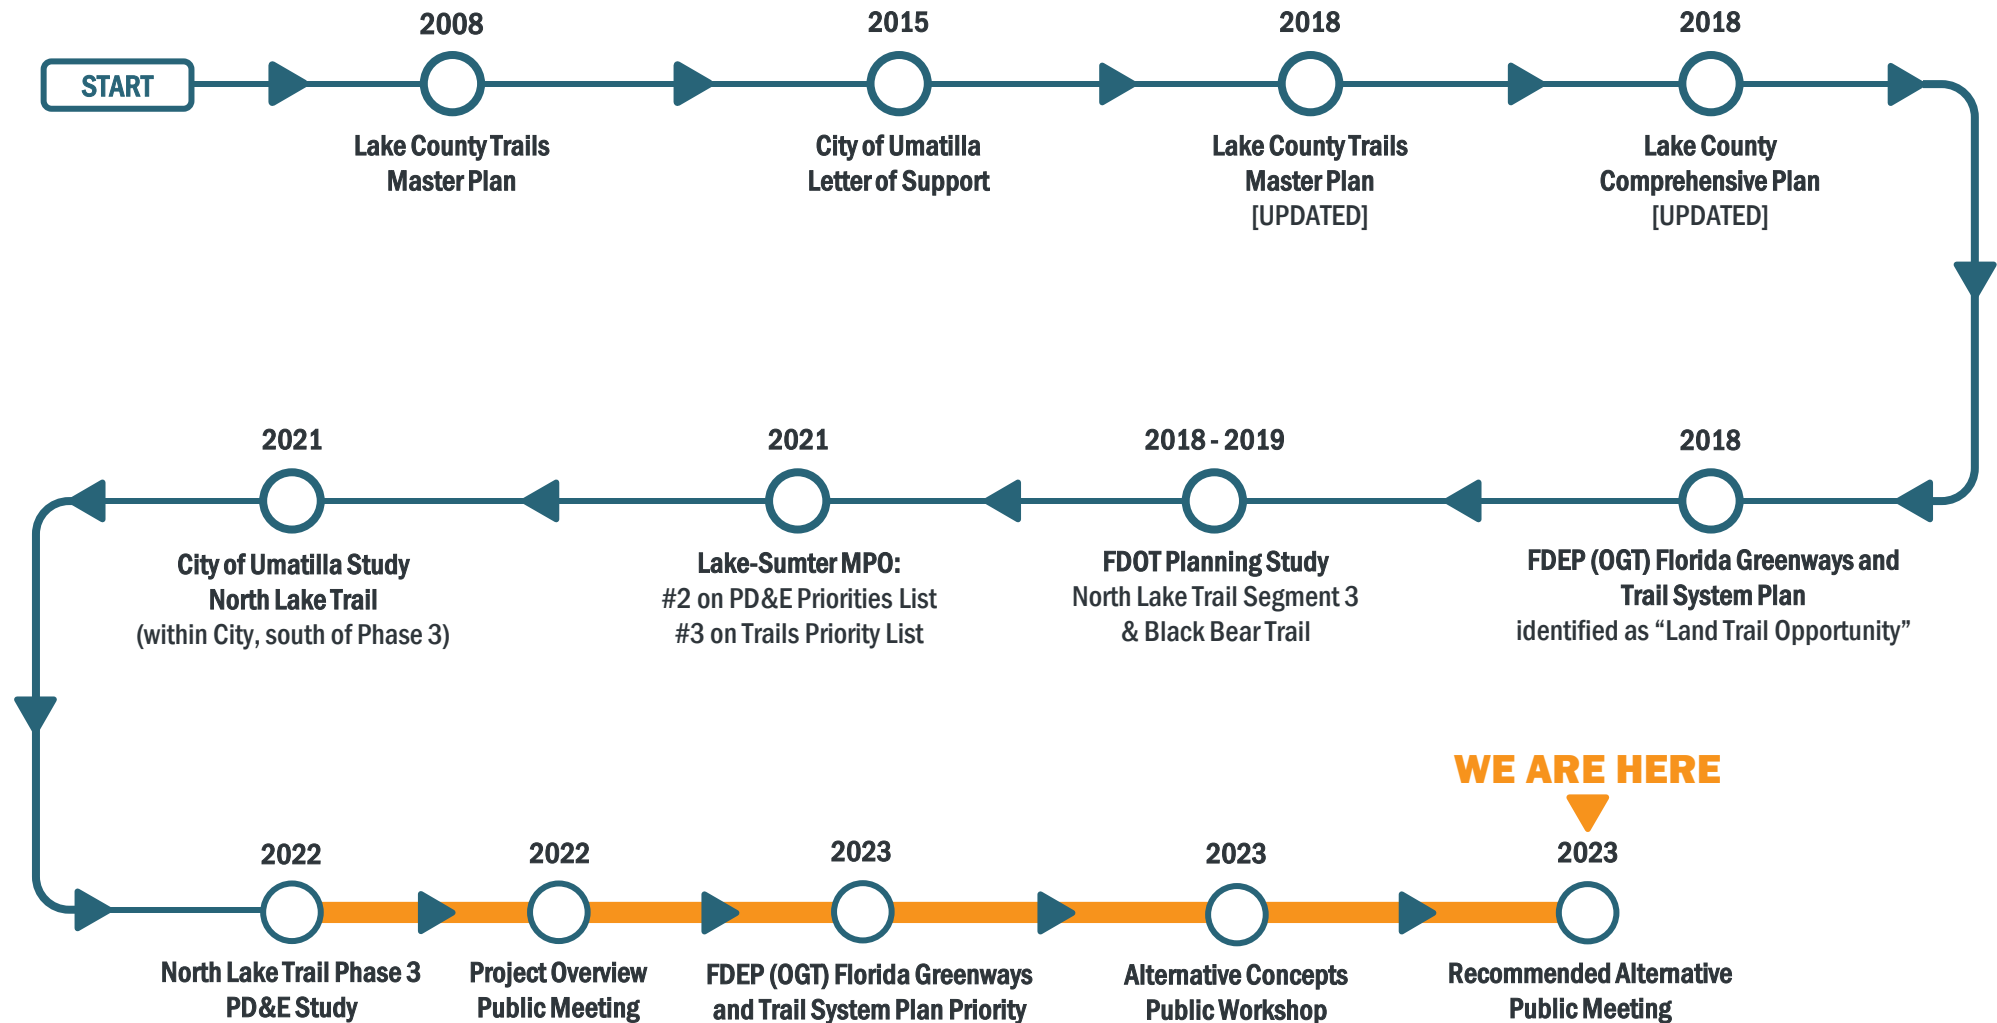 START
2008
Lake County Trails
Master Plan
2015
City of Umatilla
Letter of Support
2018
Lake County Trails
Master Plan
[UPDATED]
2018
Lake County
Comprehensive Plan
[UPDATED]
2018
FDEP (OGT) Florida Greenways and
Trail System Plan
identified as “Land Trail Opportunity”
2018 - 2019
FDOT Planning Study
North Lake Trail Segment 3
& Black Bear Trail
2021
Lake-Sumter MPO:
#2 on PD&E Priorities List
#3 on Trails Priority List
2021
City of Umatilla Study
North Lake Trail
(within City, south of Phase 3)
2022
North Lake Trail Phase 3
PD&E Study
2022
Project Overview
Public Meeting
2023
FDEP (OGT) Florida Greenways
and Trail System Plan Priority
2023
Alternative Concepts
Public Workshop
WE ARE HERE
2023
Recommended Alternative
Public Meeting